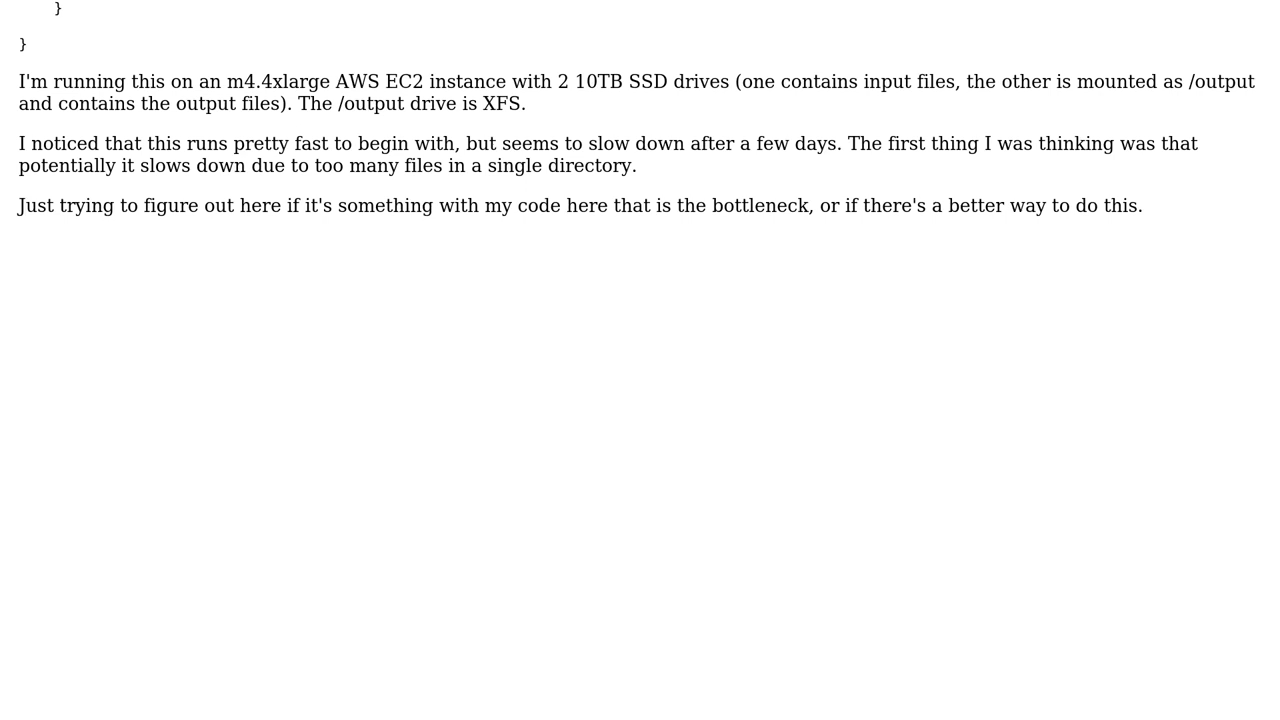 }
}
I'm running this on an m4.4xlarge AWS EC2 instance with 2 10TB SSD drives (one contains input files, the other is mounted as /output
and contains the output files). The /output drive is XFS.
I noticed that this runs pretty fast to begin with, but seems to slow down after a few days. The first thing I was thinking was that
potentially it slows down due to too many files in a single directory.
Just trying to figure out here if it's something with my code here that is the bottleneck, or if there's a better way to do this.